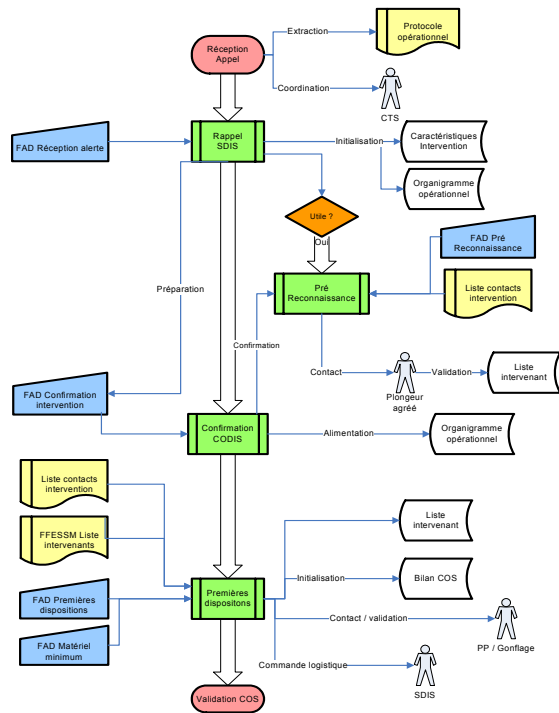 Extraction
Protocole
opérationnel
Réception
Appel
Coordination
CTS
FAD Réception alerte
Rappel
SDIS
Initialisation
Caractéristiques
Intervention
Organigramme
opérationnel
Utile ?
Oui
FAD Pré
Reconnaissance
Pré
Reconnaissance
Liste contacts
intervention
Préparation
Confirmation
Contact
Validation
Liste
intervenant
Plongeur
agréé
FAD Confirmation
intervention
Confirmation
CODIS
Alimentation
Organigramme
opérationnel
Liste contacts
intervention
FFESSM Liste
intervenants
Liste
intervenant
FAD Premières
dispositions
Premières
dispositons
Initialisation
Bilan COS
Contact / validation
PP / Gonflage
FAD Matériel
minimum
Commande logistique
SDIS
Validation COS